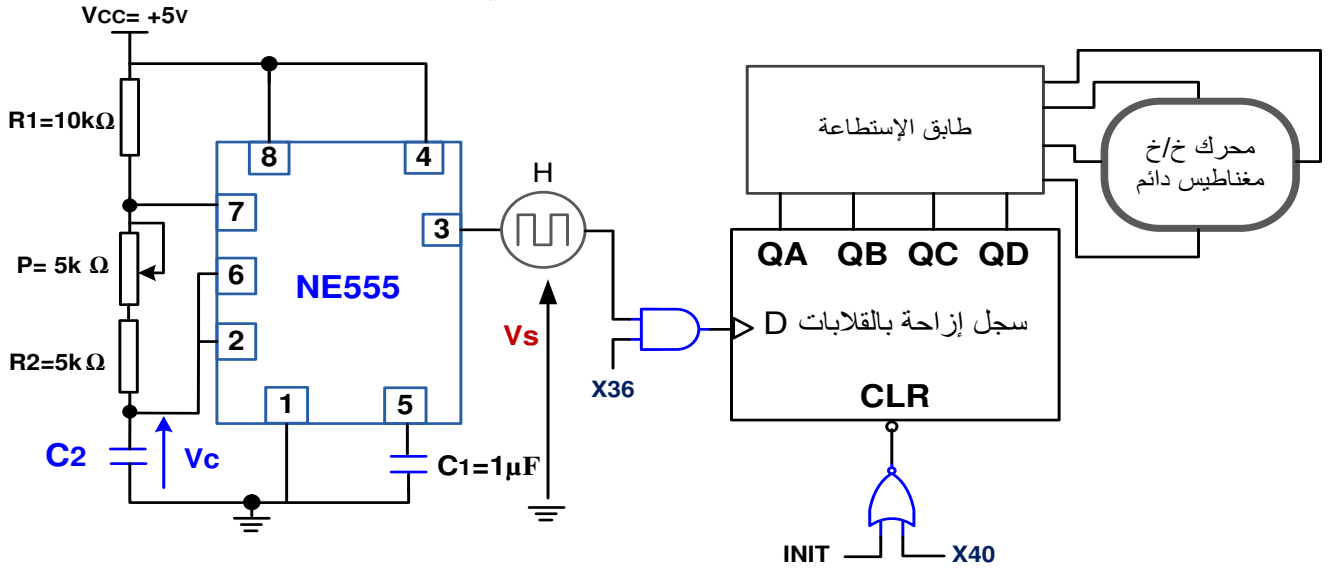 VCC= +5v
R1=10kΩ
P= 5k Ω
R2=5kΩ
C2
Vc
8
4
7
3
6
2
1
5
NE555
C1=1µF
H
Vs
X36
طابق الإستطاعة
محرك خ/خ
مغناطيس دائم
QA QB QC QD
سجل إزاحة بالقلابات D
CLR
INIT
X40